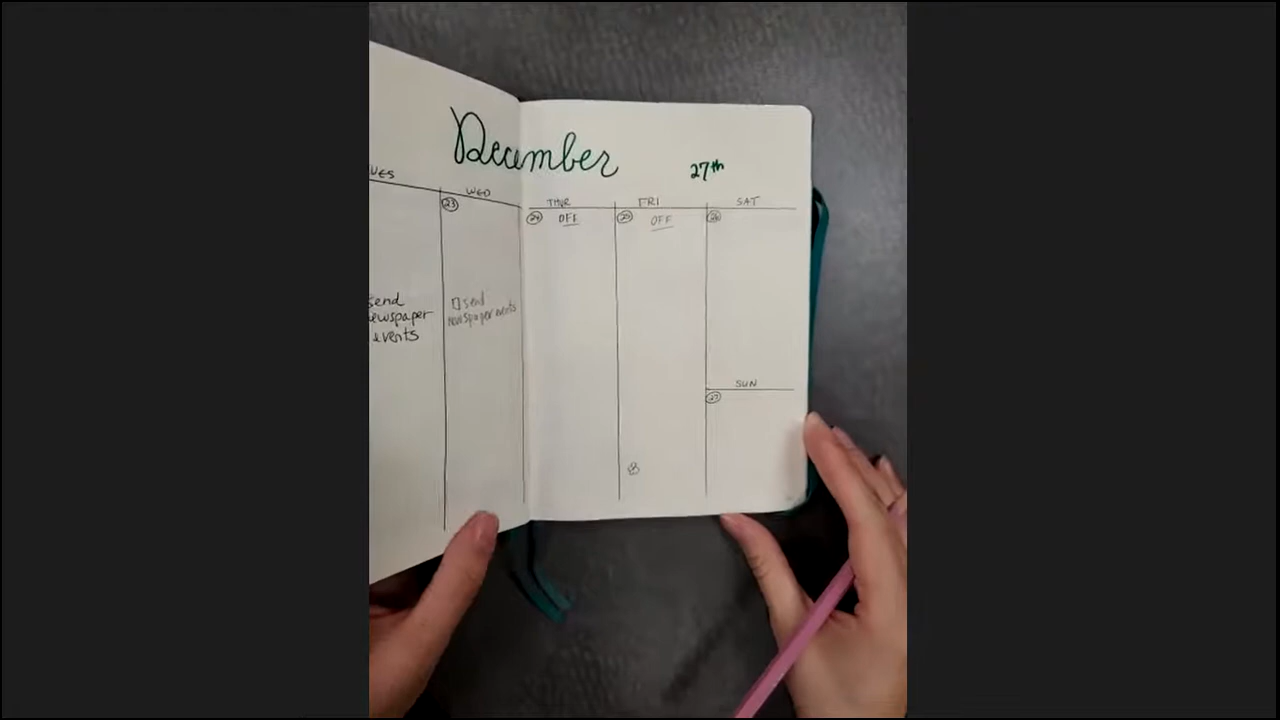 December
27th
UES
WED
THUR
FRI
SAT
23
24
OFF
25
OFF
26
send
ewspaper
events
send
newspaper events
SUN
27